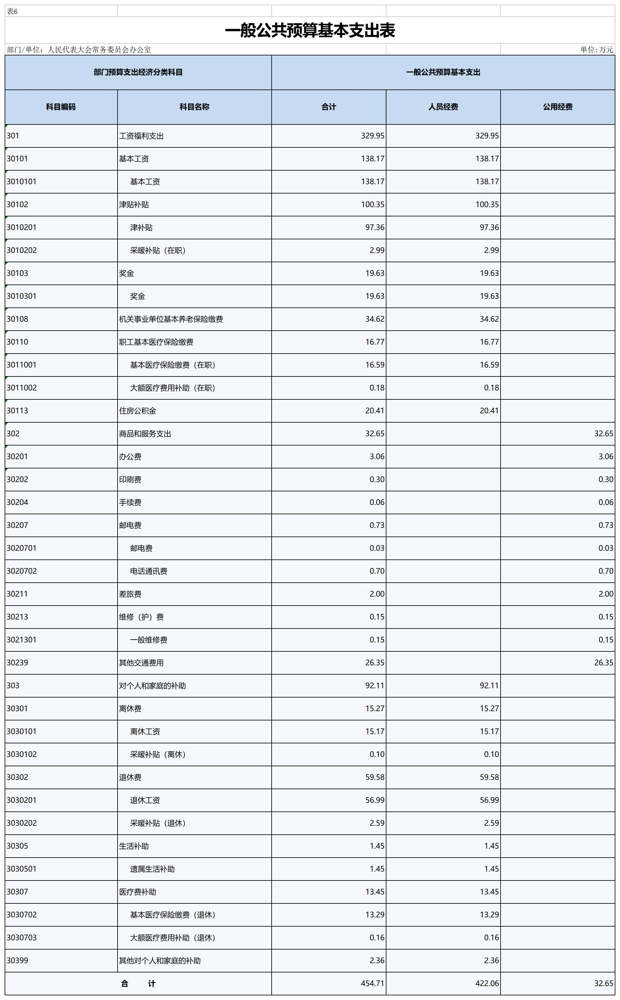 表6
一般公共预算基本支出表
部门/单位：人民代表大会常务委员会办公室 单位:万元
部门预算支出经济分类科目 一般公共预算基本支出
科目编码 科目名称 合计 人员经费 公用经费
301 工资福利支出 329.95 329.95
30101 基本工资 138.17 138.17
3010101 基本工资 138.17 138.17
30102 津贴补贴 100.35 100.35
3010201 津补贴 97.36 97.36
3010202 采暖补贴（在职） 2.99 2.99
30103 奖金 19.63 19.63
3010301 奖金 19.63 19.63
30108 机关事业单位基本养老保险缴费 34.62 34.62
30110 职工基本医疗保险缴费 16.77 16.77
3011001 基本医疗保险缴费（在职） 16.59 16.59
3011002 大额医疗费用补助（在职） 0.18 0.18
30113 住房公积金 20.41 20.41
302 商品和服务支出 32.65 32.65
30201 办公费 3.06 3.06
30202 印刷费 0.30 0.30
30204 手续费 0.06 0.06
30207 邮电费 0.73 0.73
3020701 邮电费 0.03 0.03
3020702 电话通讯费 0.70 0.70
30211 差旅费 2.00 2.00
30213 维修（护）费 0.15 0.15
3021301 一般维修费 0.15 0.15
30239 其他交通费用 26.35 26.35
303 对个人和家庭的补助 92.11 92.11
30301 离休费 15.27 15.27
3030101 离休工资 15.17 15.17
3030102 采暖补贴（离休） 0.10 0.10
30302 退休费 59.58 59.58
3030201 退休工资 56.99 56.99
3030202 采暖补贴（退休） 2.59 2.59
30305 生活补助 1.45 1.45
3030501 遗属生活补助 1.45 1.45
30307 医疗费补助 13.45 13.45
3030702 基本医疗保险缴费（退休） 13.29 13.29
3030703 大额医疗费用补助（退休） 0.16 0.16
30399 其他对个人和家庭的补助 2.36 2.36
合 计 454.71 422.06 32.65